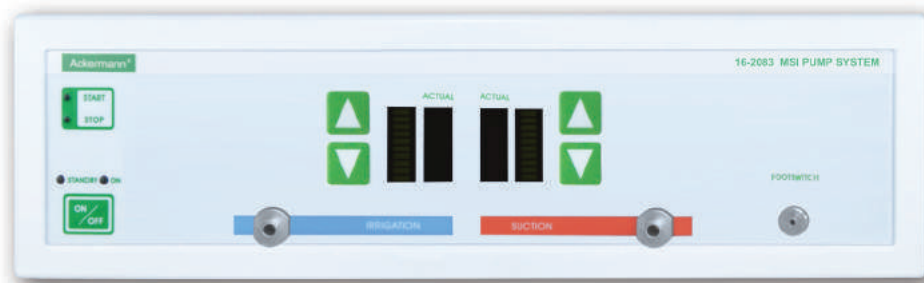 Ackermann®
16-2083 MSI PUMP SYSTEM
START
STOP
ACTUAL
ACTUAL
STANDBY
ON
ON/OFF
FOOTSWITCH
IRRIGATION
SUCTION